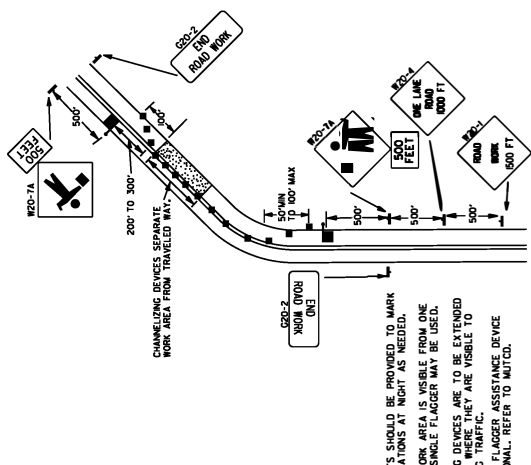 G20-2
END
ROAD WORK
500
FEET
W20-7A
500'
100'
200' TO 300'
CHANNELIZING DEVICES SEPARATE
WORK AREA FROM TRAVELED WAY.
50'MIN
TO 100' MAX
W20-7A
500
FEET
W20-4
ONE LANE
ROAD
1000 FT
W20-1
ROAD
WORK
1500 FT
500'
500'
500'
G20-2
END
ROAD WORK
S SHOULD BE PROVIDED TO MARK
ATIONS AT NIGHT AS NEEDED.
ORK AREA IS VISIBLE FROM ONE
SINGLE FLAGGER MAY BE USED.
G DEVICES ARE TO BE EXTENDED
WHERE THEY ARE VISIBLE TO
G TRAFFIC.
FLAGGER ASSISTANCE DEVICE
NAL. REFER TO MUTCD.